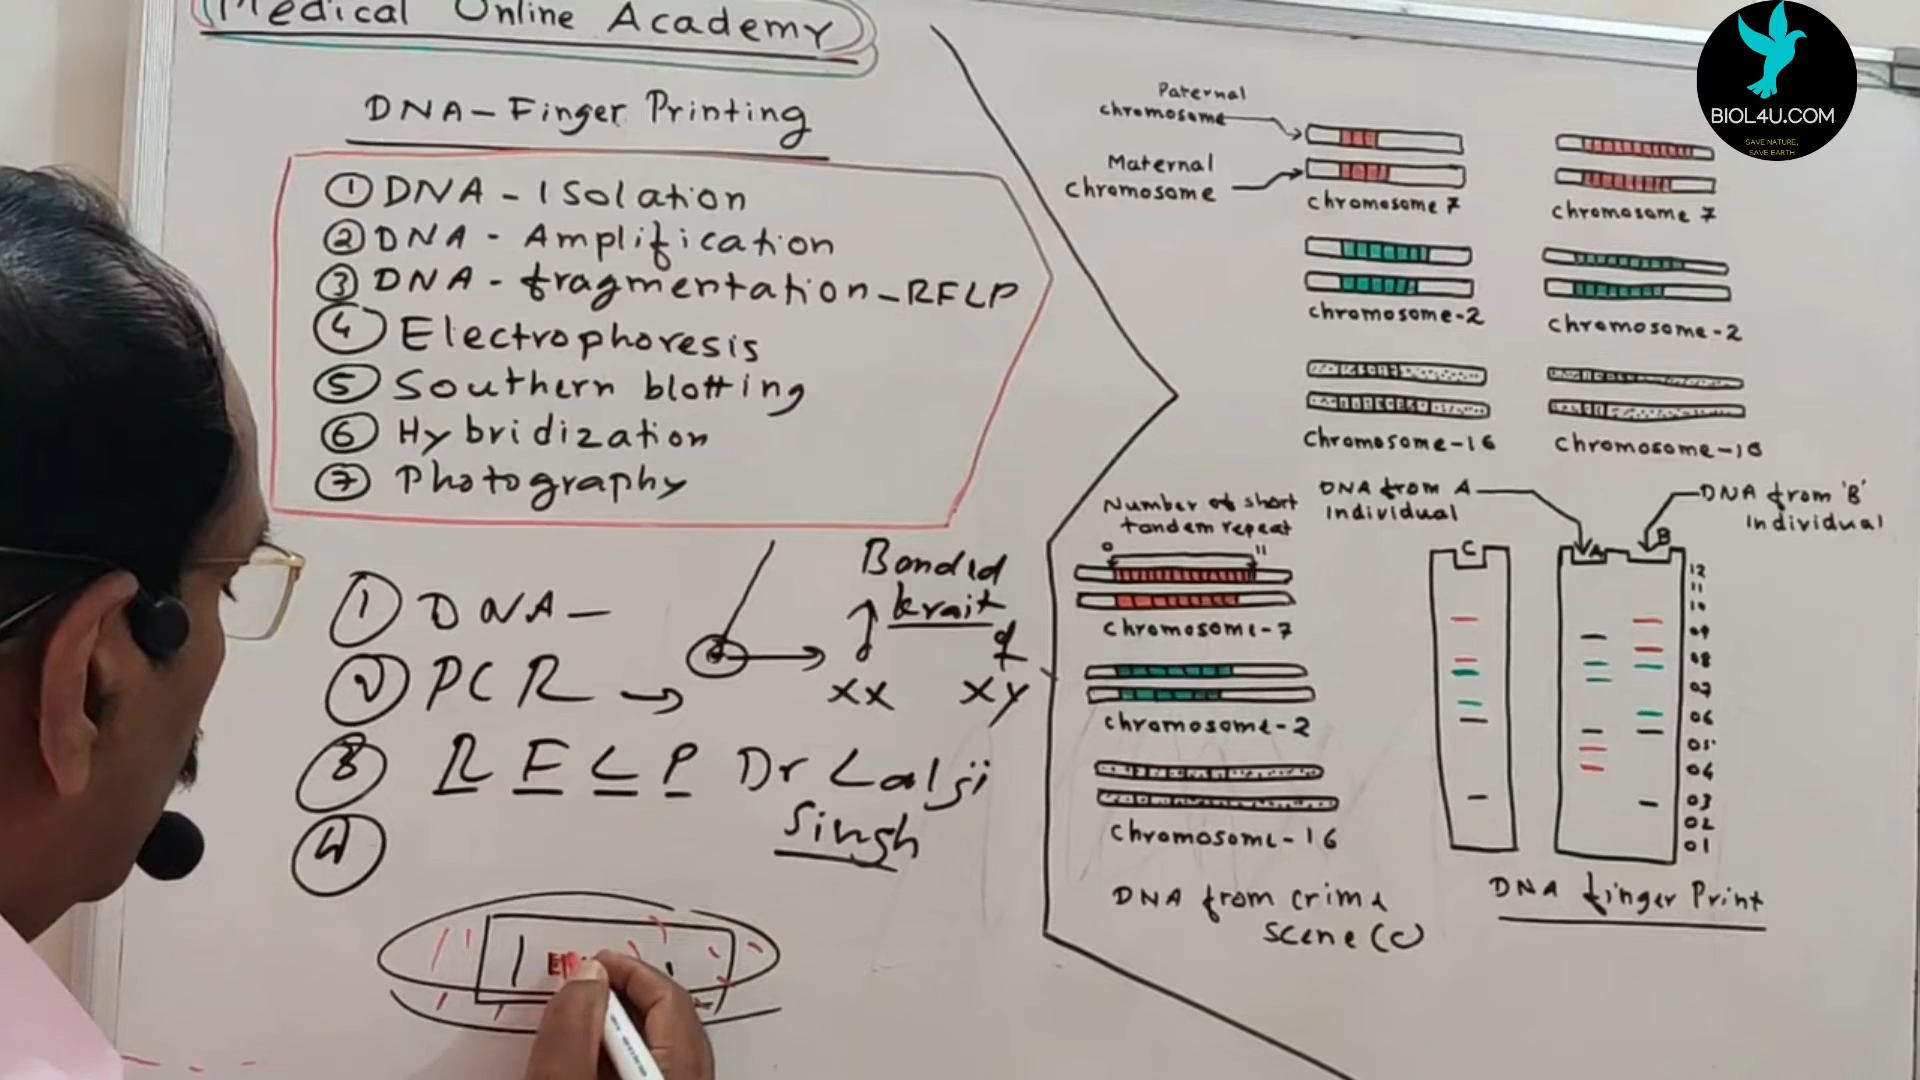 Medical Online Academy
DNA - Finger Printing
① DNA - Isolation
② DNA - Amplification
③ DNA - fragmentation - RFLP
④ Electrophoresis
⑤ Southern blotting
⑥ Hybridization
⑦ Photography
① DNA -
② PCR →
③ RFLP Dr Lalji
Singh
④
Banded
krait
XX XY
Paternal
chromosome
Maternal
chromosome
chromosome 7
chromosome 7
chromosome-2
chromosome-2
chromosome-16
chromosome-16
Number of short
tandem repeat
0 11
chromosome-7
chromosome-2
chromosome-16
DNA from crime
scene (C)
DNA from A
individual
DNA from 'B'
individual
C A B
12
11
10
09
08
07
06
05
04
03
02
01
DNA finger Print
BIOL4U.COM
SAVE NATURE,
SAVE EARTH